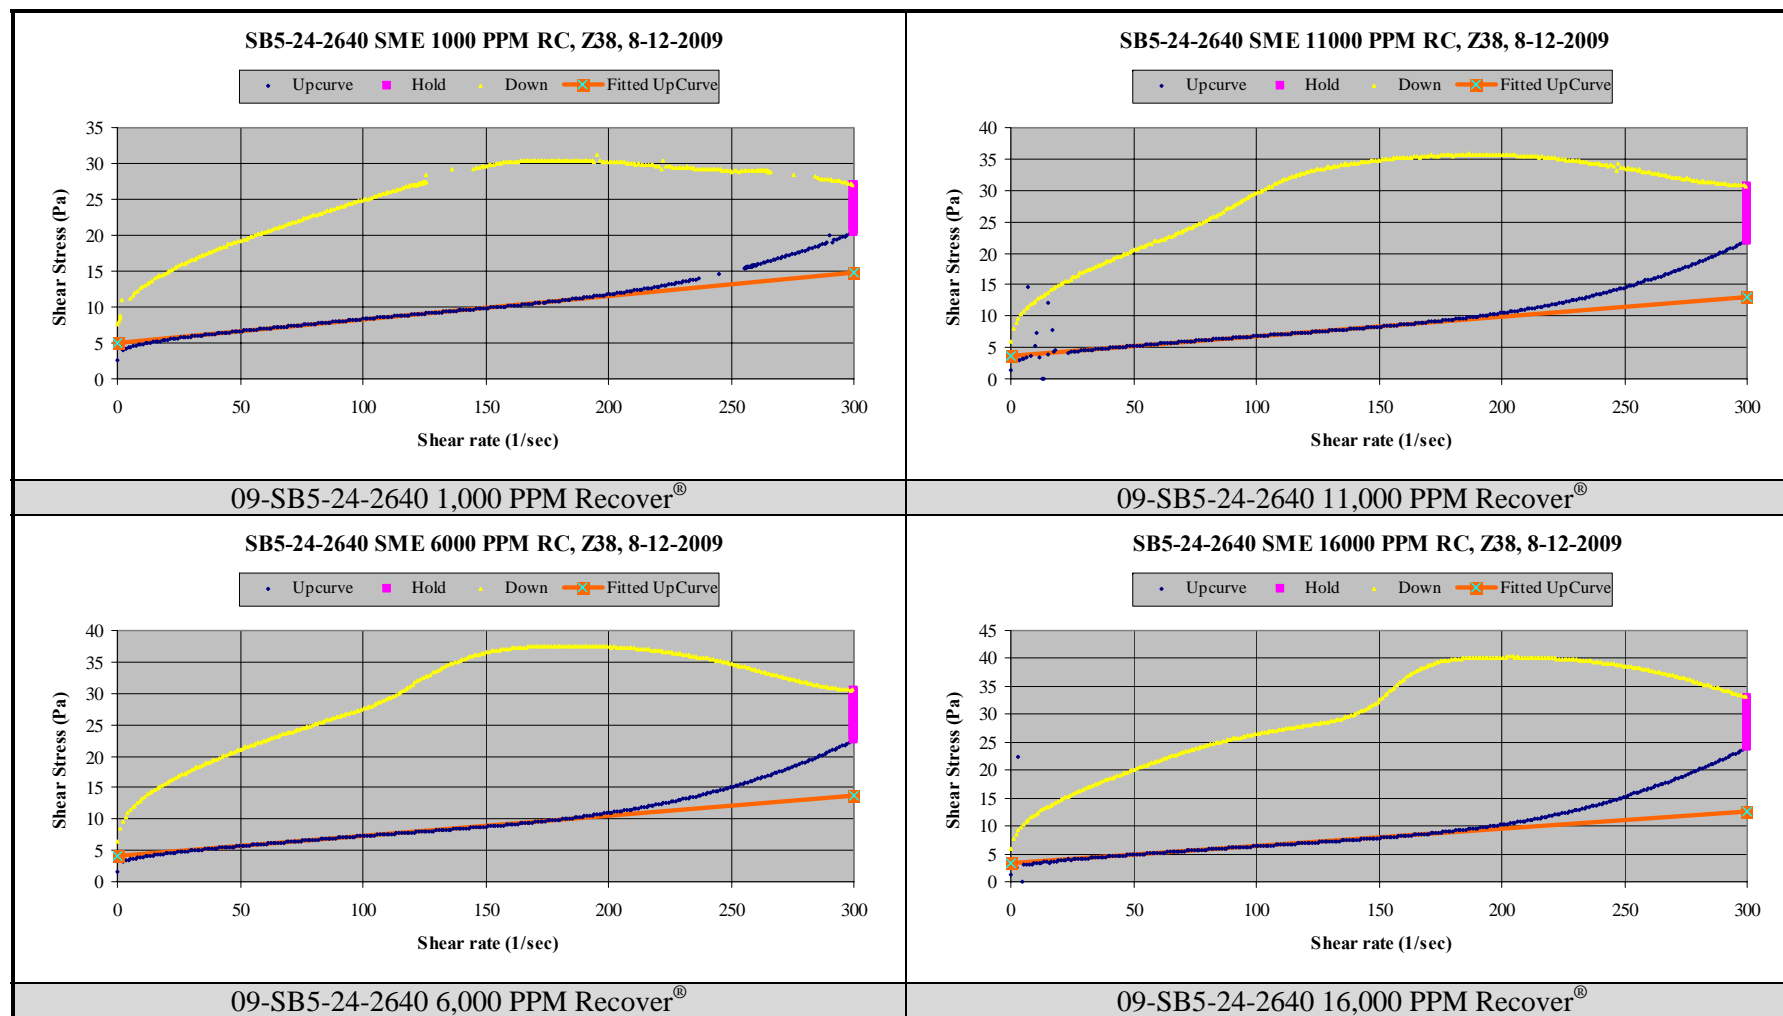 SB5-24-2640 SME 1000 PPM RC, Z38, 8-12-2009
Upcurve Hold Down Fitted UpCurve
Shear Stress (Pa)
35
30
25
20
15
10
5
0
0 50 100 150 200 250 300
Shear rate (1/sec)
09-SB5-24-2640 1,000 PPM Recover®
SB5-24-2640 SME 11000 PPM RC, Z38, 8-12-2009
Upcurve Hold Down Fitted UpCurve
Shear Stress (Pa)
40
35
30
25
20
15
10
5
0
0 50 100 150 200 250 300
Shear rate (1/sec)
09-SB5-24-2640 11,000 PPM Recover®
SB5-24-2640 SME 6000 PPM RC, Z38, 8-12-2009
Upcurve Hold Down Fitted UpCurve
Shear Stress (Pa)
40
35
30
25
20
15
10
5
0
0 50 100 150 200 250 300
Shear rate (1/sec)
09-SB5-24-2640 6,000 PPM Recover®
SB5-24-2640 SME 16000 PPM RC, Z38, 8-12-2009
Upcurve Hold Down Fitted UpCurve
Shear Stress (Pa)
45
40
35
30
25
20
15
10
5
0
0 50 100 150 200 250 300
Shear rate (1/sec)
09-SB5-24-2640 16,000 PPM Recover®